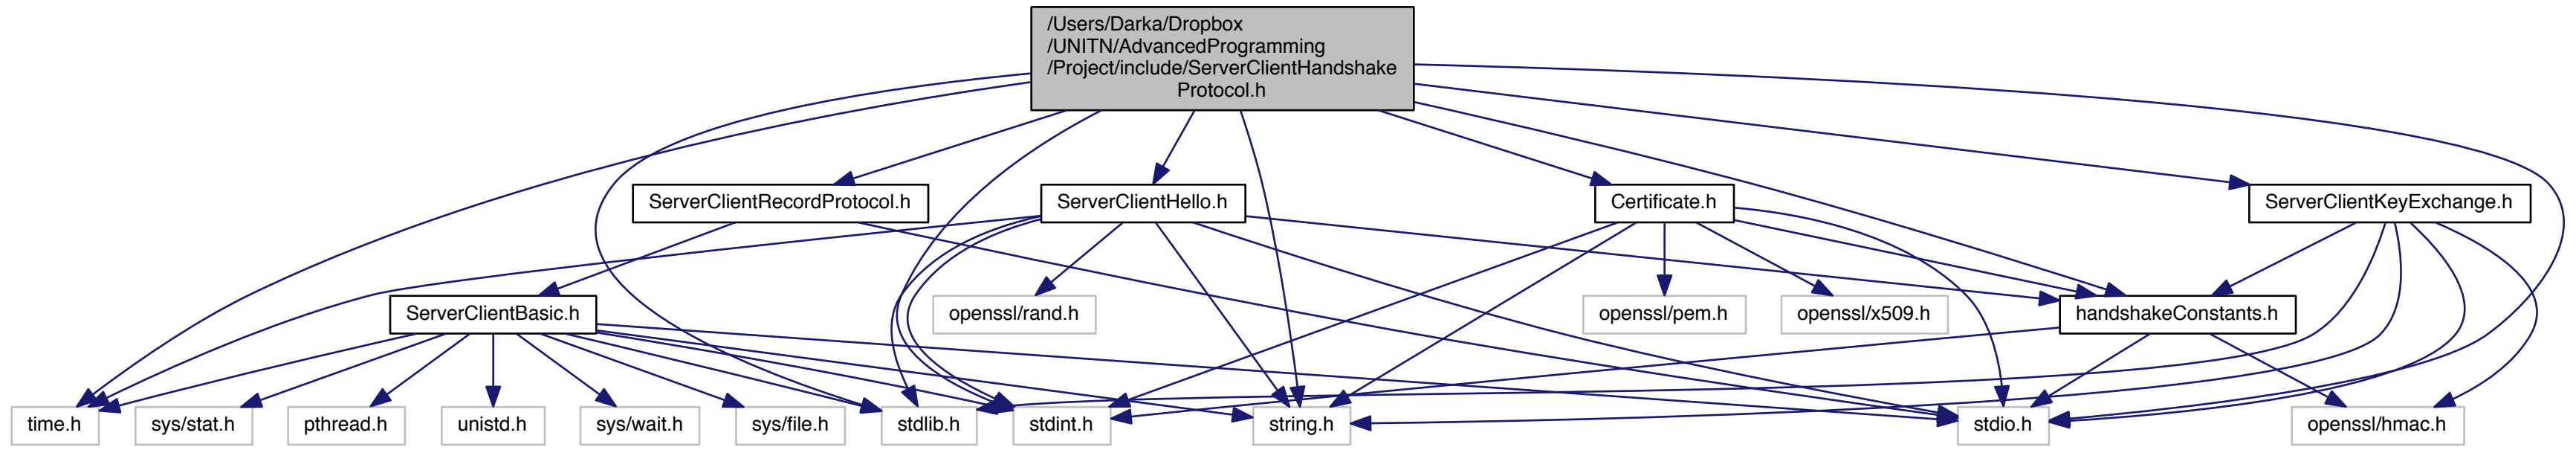 /Users/Darka/Dropbox
/UNITN/AdvancedProgramming
/Project/include/ServerClientHandshake
Protocol.h
ServerClientRecordProtocol.h
ServerClientHello.h
Certificate.h
ServerClientKeyExchange.h
ServerClientBasic.h
openssl/rand.h
openssl/pem.h
openssl/x509.h
handshakeConstants.h
time.h
sys/stat.h
pthread.h
unistd.h
sys/wait.h
sys/file.h
stdlib.h
stdint.h
string.h
stdio.h
openssl/hmac.h